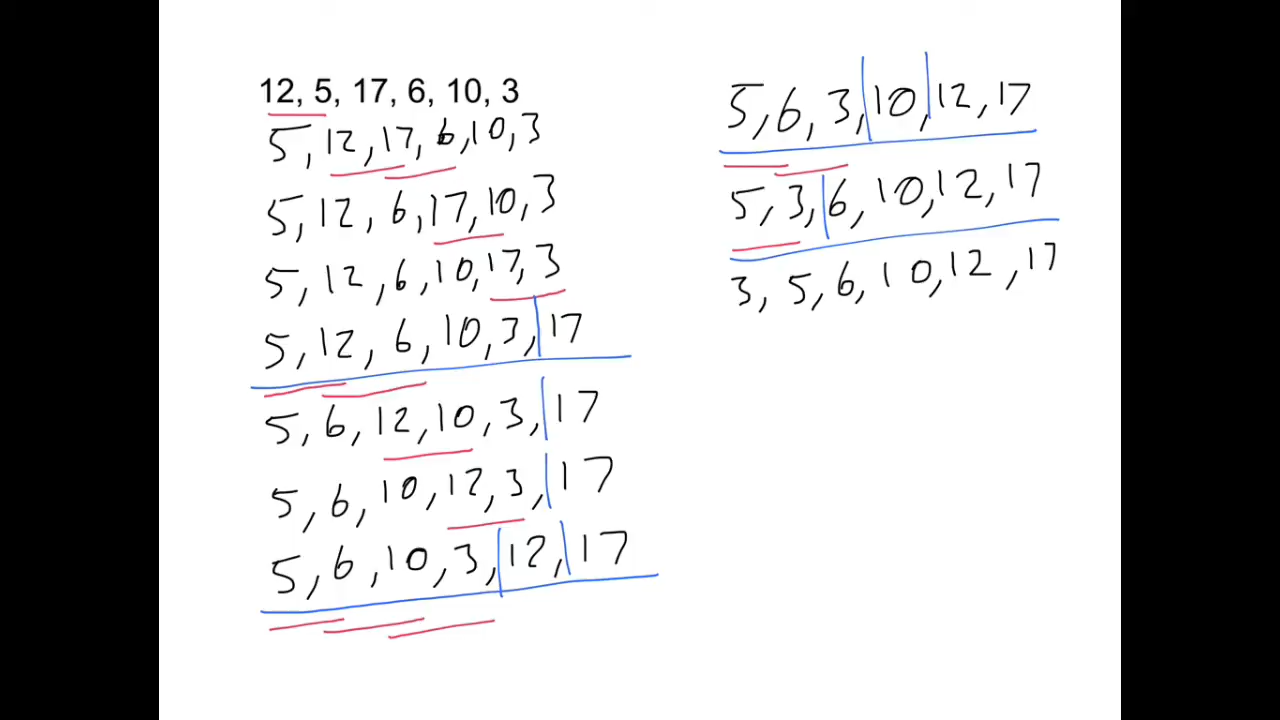 12, 5, 17, 6, 10, 3
5, 12, 17, 6, 10, 3
5, 12, 6, 17, 10, 3
5, 12, 6, 10, 17, 3
5, 12, 6, 10, 3, 17
5, 6, 12, 10, 3, 17
5, 6, 10, 12, 3, 17
5, 6, 10, 3, 12, 17
5, 6, 3, 10, 12, 17
5, 3, 6, 10, 12, 17
3, 5, 6, 10, 12, 17